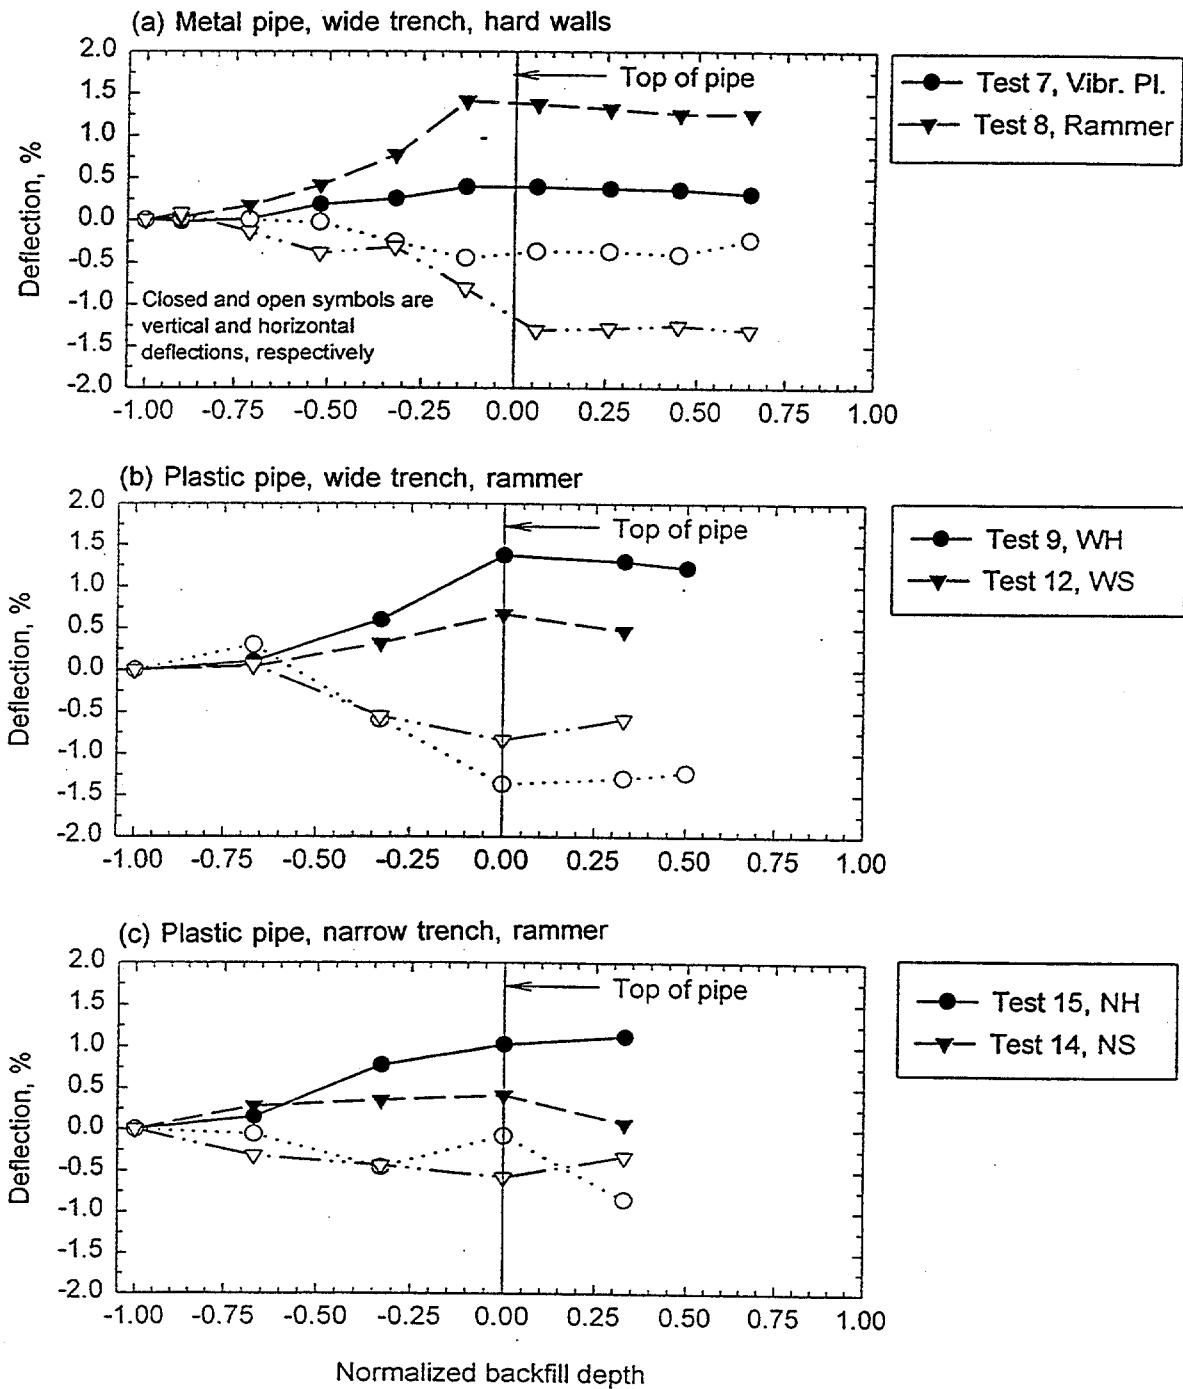 (a) Metal pipe, wide trench, hard walls
2.0
1.5
1.0
0.5
0.0
-0.5
-1.0
-1.5
-2.0
Deflection, %
Top of pipe
Closed and open symbols are
vertical and horizontal
deflections, respectively
-1.00 -0.75 -0.50 -0.25 0.00 0.25 0.50 0.75 1.00
Test 7, Vibr. Pl.
Test 8, Rammer
(b) Plastic pipe, wide trench, rammer
2.0
1.5
1.0
0.5
0.0
-0.5
-1.0
-1.5
-2.0
Deflection, %
Top of pipe
-1.00 -0.75 -0.50 -0.25 0.00 0.25 0.50 0.75 1.00
Test 9, WH
Test 12, WS
(c) Plastic pipe, narrow trench, rammer
2.0
1.5
1.0
0.5
0.0
-0.5
-1.0
-1.5
-2.0
Deflection, %
Top of pipe
-1.00 -0.75 -0.50 -0.25 0.00 0.25 0.50 0.75 1.00
Test 15, NH
Test 14, NS
Normalized backfill depth